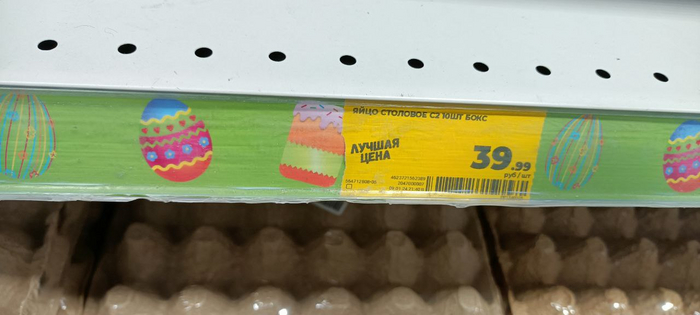 ЯЙЦО СТОЛОВОЕ С2 10ШТ БОКС
ЛУЧШАЯ
ЦЕНА
39.99
руб/шт